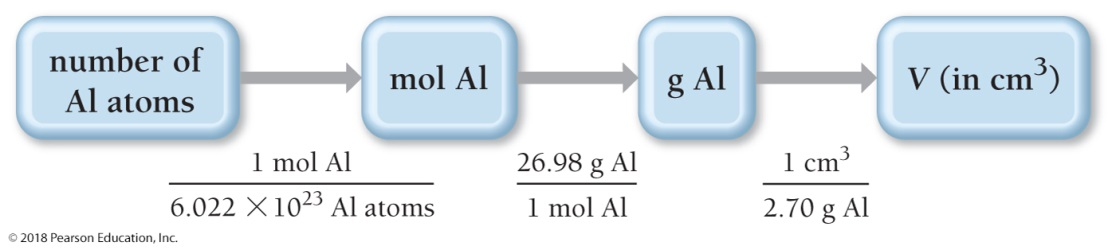 number of
Al atoms
mol Al
g Al
V (in cm³)
1 mol Al
6.022 × 10²³ Al atoms
26.98 g Al
1 mol Al
1 cm³
2.70 g Al
© 2018 Pearson Education, Inc.